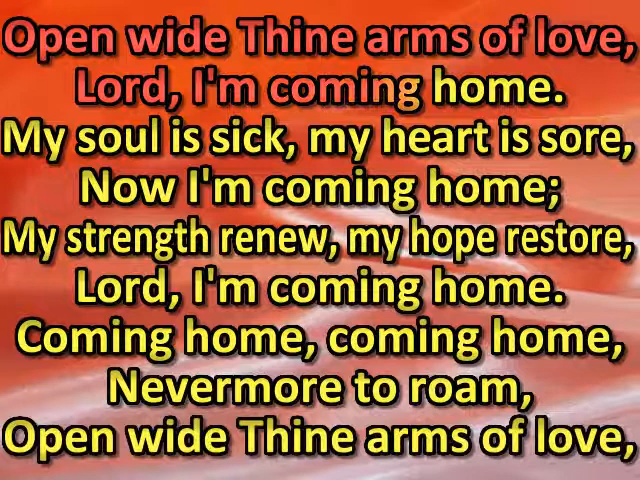 Open wide Thine arms of love,
Lord, I'm coming home.
My soul is sick, my heart is sore,
Now I'm coming home;
My strength renew, my hope restore,
Lord, I'm coming home.
Coming home, coming home,
Nevermore to roam,
Open wide Thine arms of love,